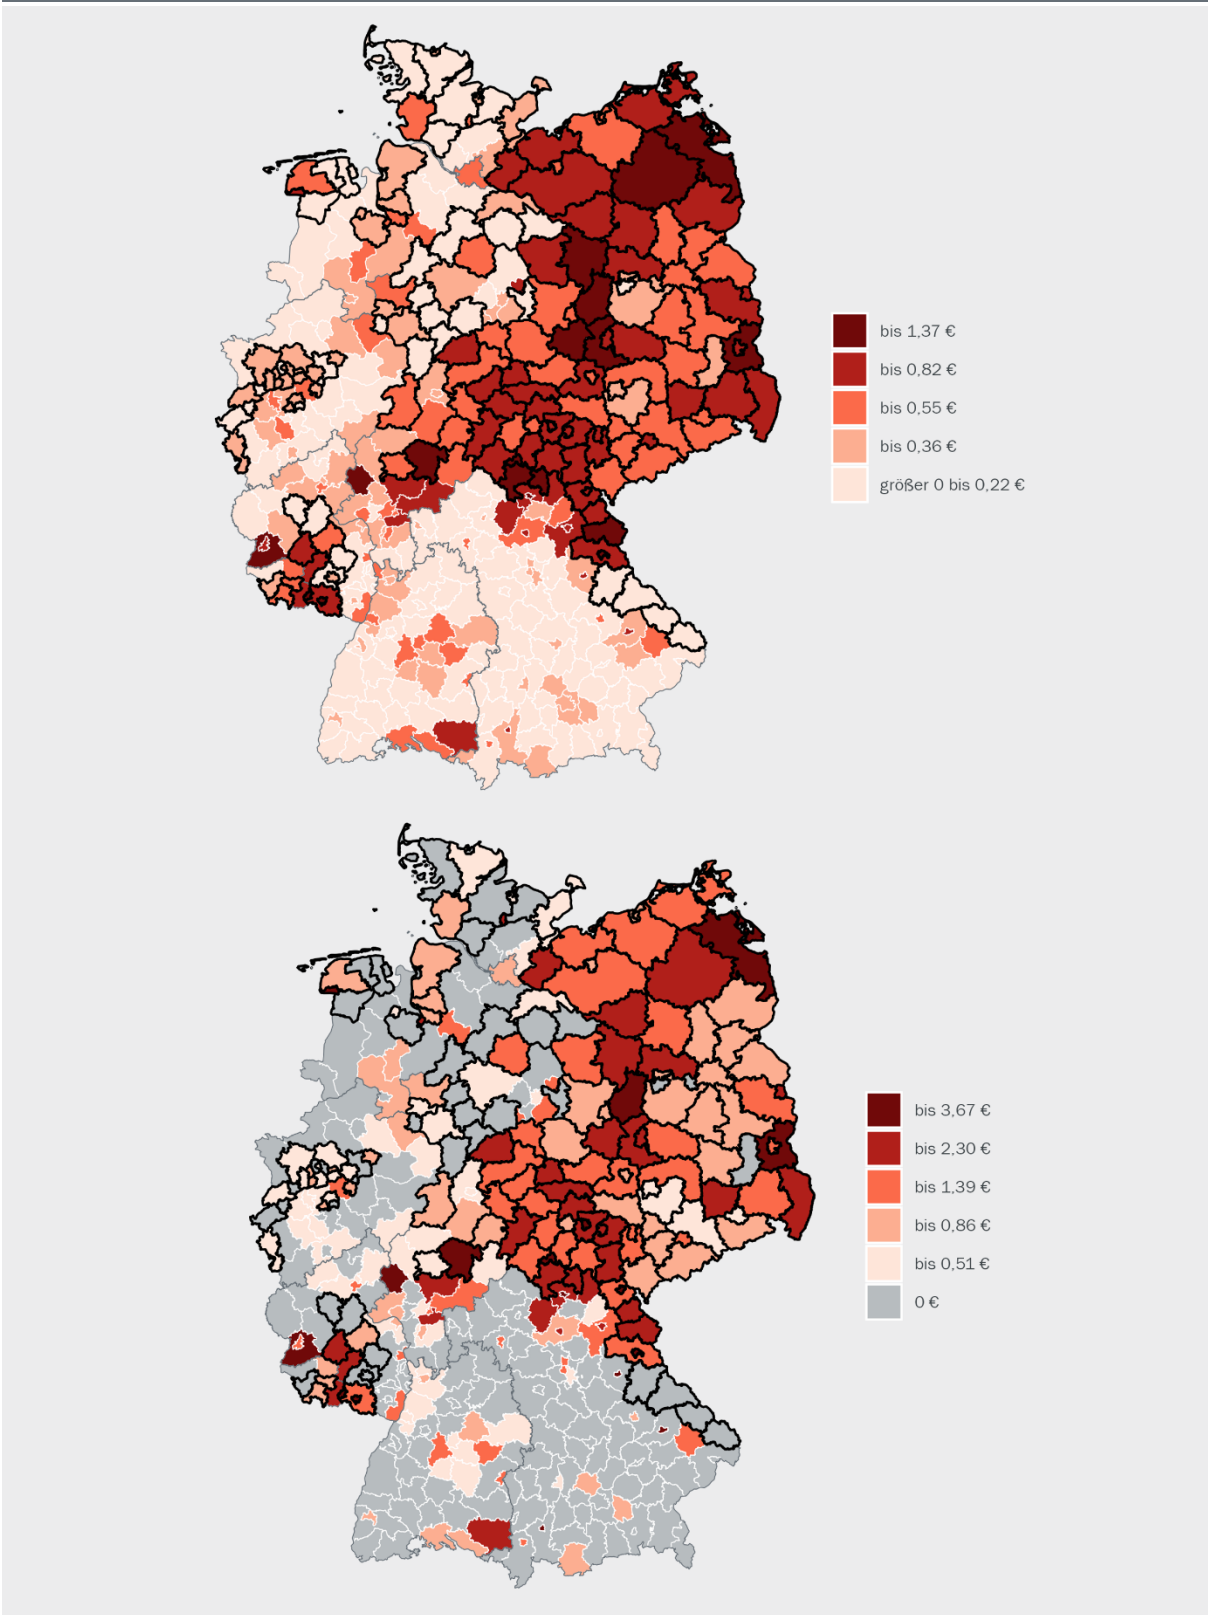 bis 1,37 €
bis 0,82 €
bis 0,55 €
bis 0,36 €
größer 0 bis 0,22 €
bis 3,67 €
bis 2,30 €
bis 1,39 €
bis 0,86 €
bis 0,51 €
0 €